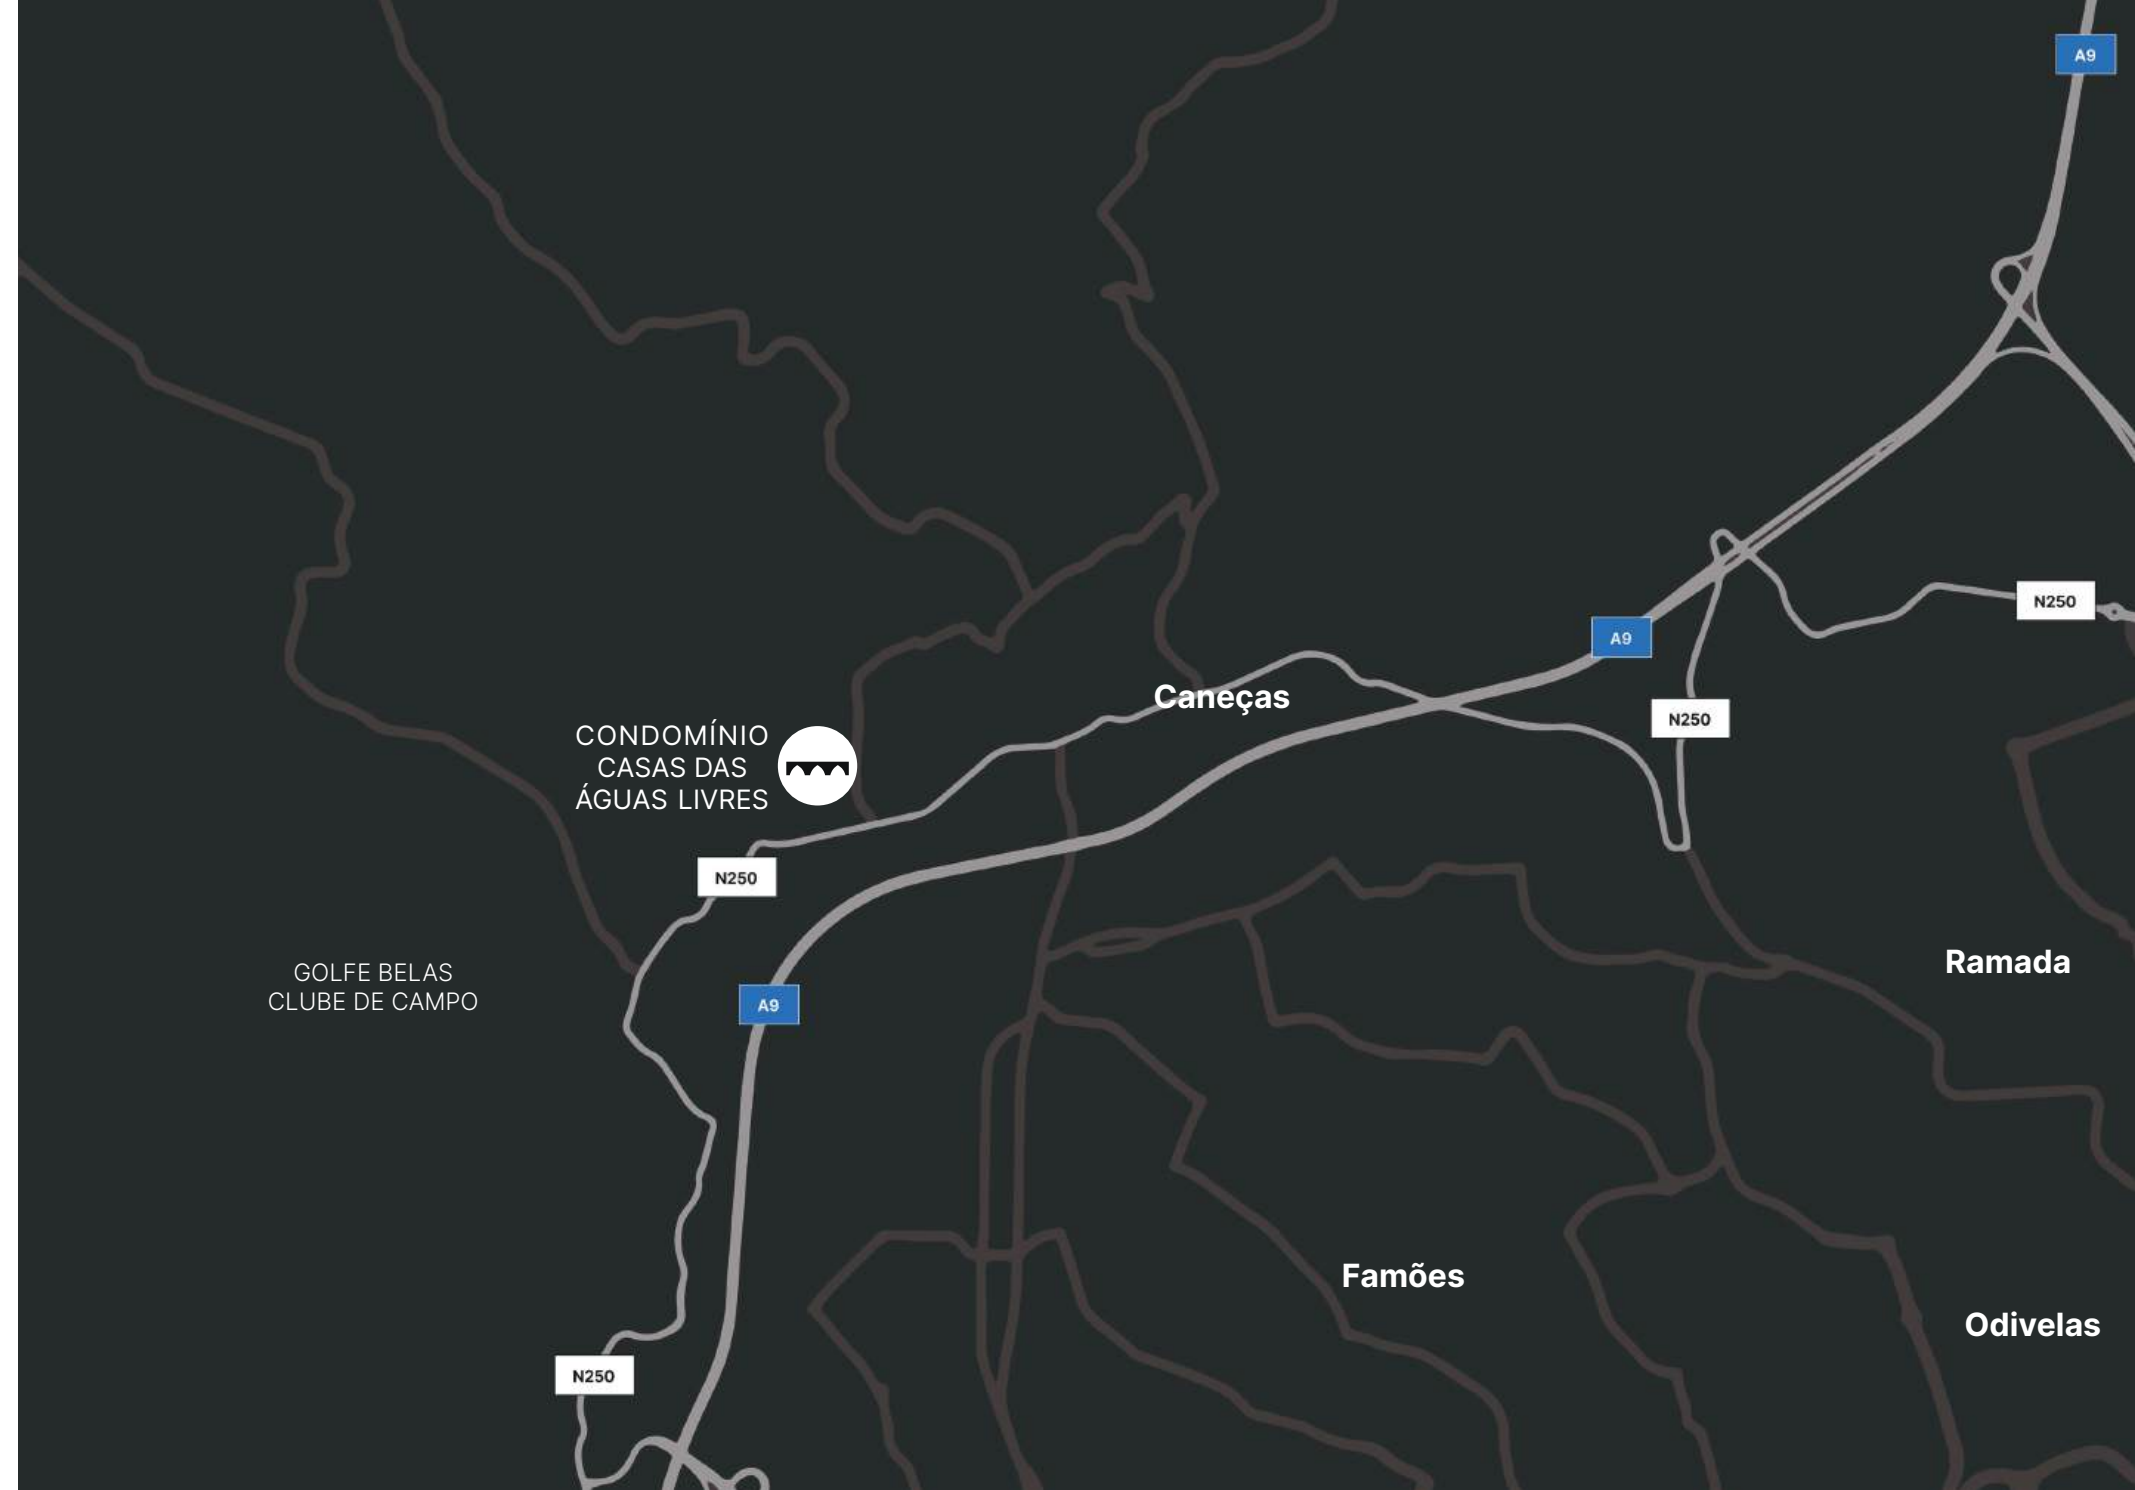 A9
N250
A9
Caneças
N250
CONDOMÍNIO
CASAS DAS
ÁGUAS LIVRES
N250
Ramada
GOLFE BELAS
CLUBE DE CAMPO
A9
Famões
Odivelas
N250